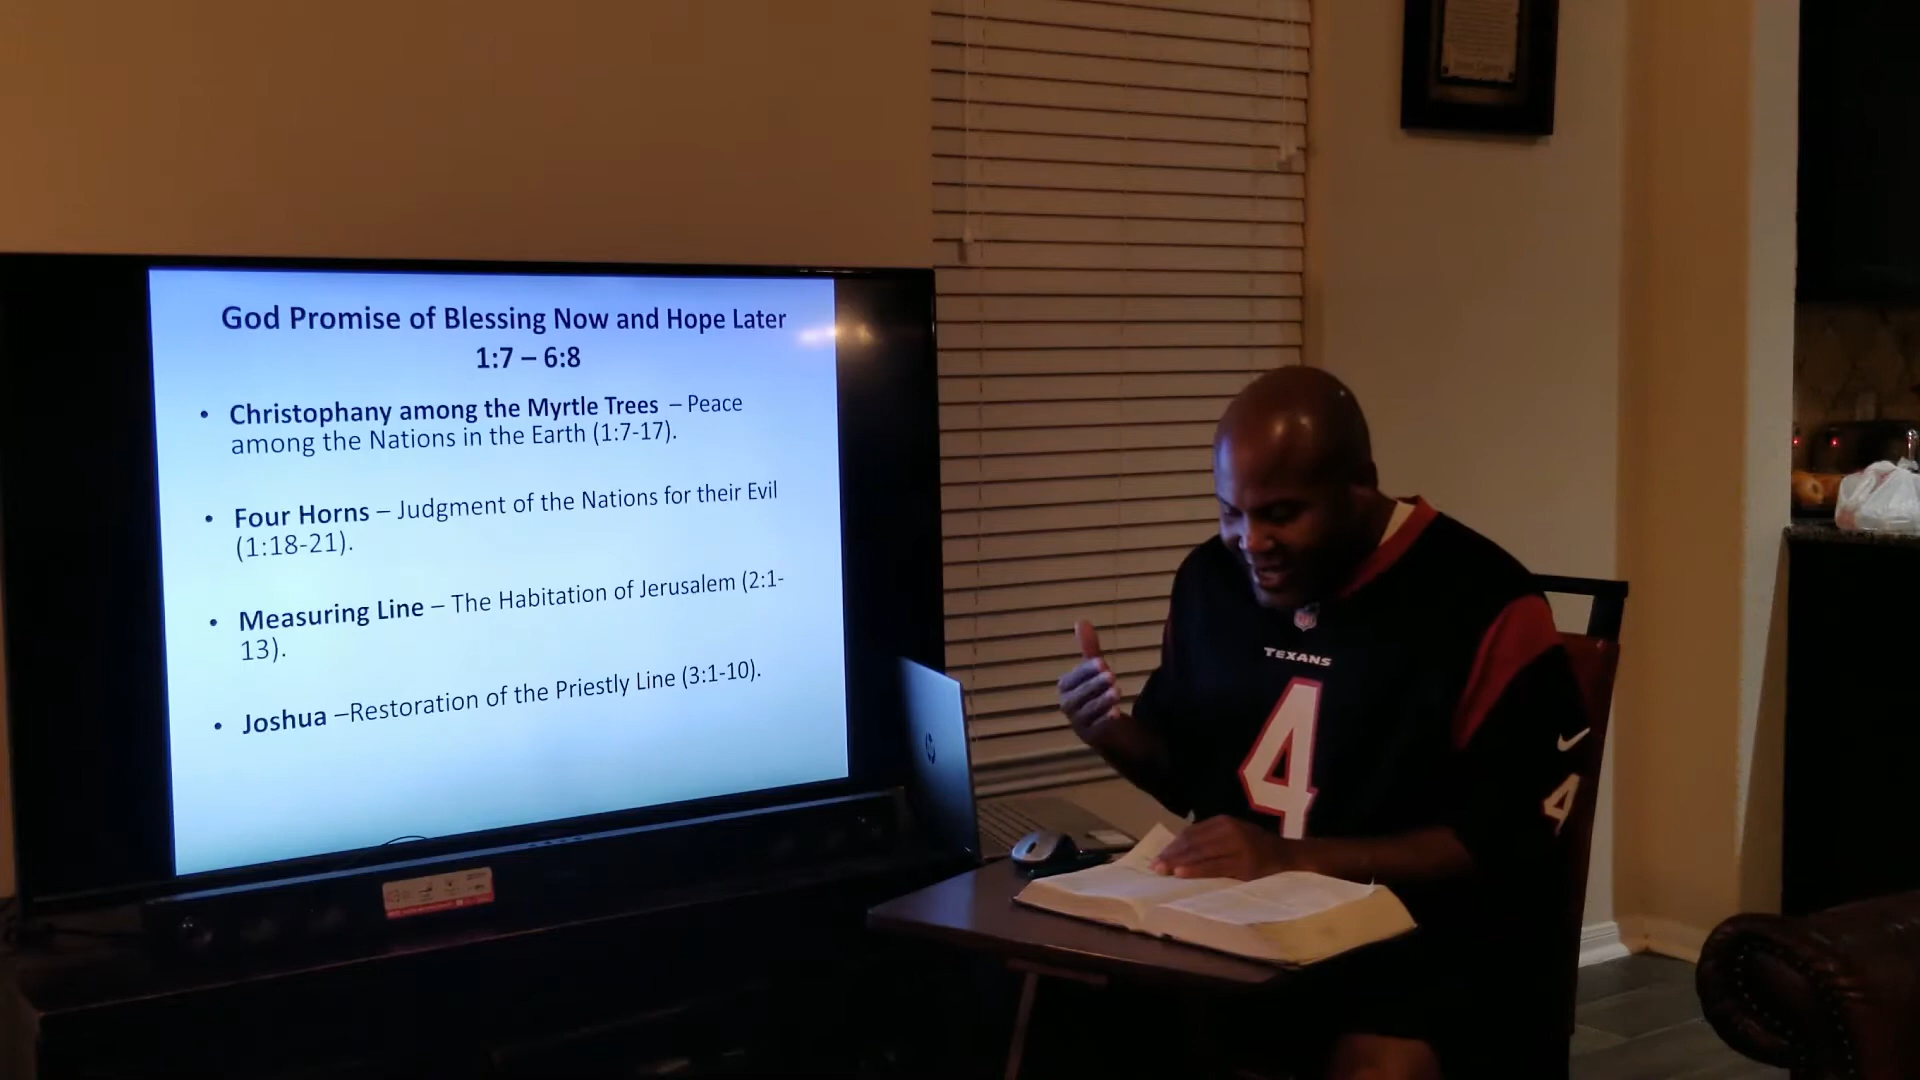 God Promise of Blessing Now and Hope Later
1:7 – 6:8
• Christophany among the Myrtle Trees – Peace
among the Nations in the Earth (1:7-17).
• Four Horns – Judgment of the Nations for their Evil
(1:18-21).
• Measuring Line – The Habitation of Jerusalem (2:1-
13).
• Joshua –Restoration of the Priestly Line (3:1-10).
hp
NFL
TEXANS
4
4